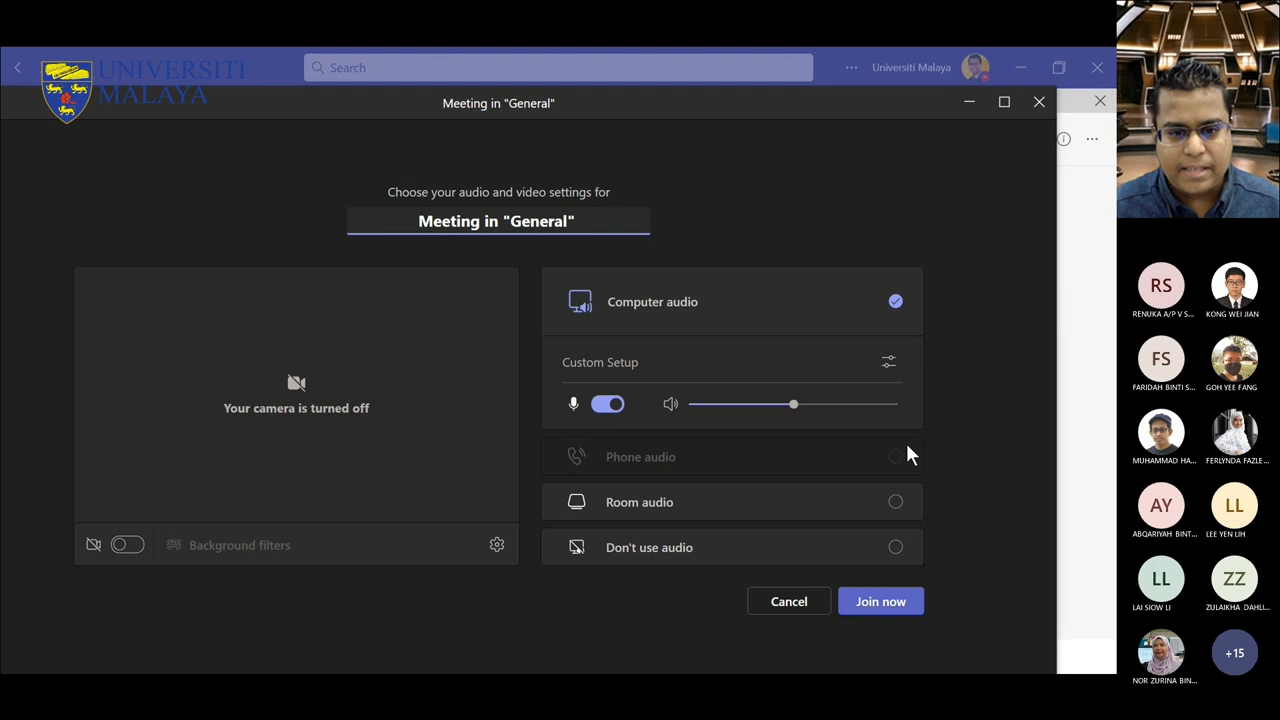 UNIVERSITI
MALAYA
Search
Universiti Malaya
Meeting in "General"
Choose your audio and video settings for
Meeting in "General"
Your camera is turned off
Background filters
Computer audio
Custom Setup
Phone audio
Room audio
Don't use audio
Cancel
Join now
RS
RENUKA A/P V S...
KONG WEI JIAN
FS
FARIDAH BINTI S...
GOH YEE FANG
MUHAMMAD HA...
FERLYNDA FAZLE...
AY
ABQARIYAH BINT...
LL
LEE YEN LIH
LL
LAI SIOW LI
ZZ
ZULAIKHA DAHLI...
NOR ZURINA BIN...
+15